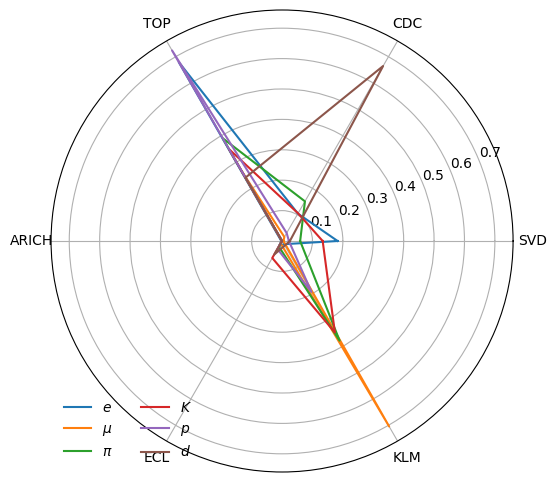 TOP CDC
0.7
0.6
0.5
0.4
0.3
0.2
0.1
ARICH SVD
e K
μ p
π d
ECL KLM